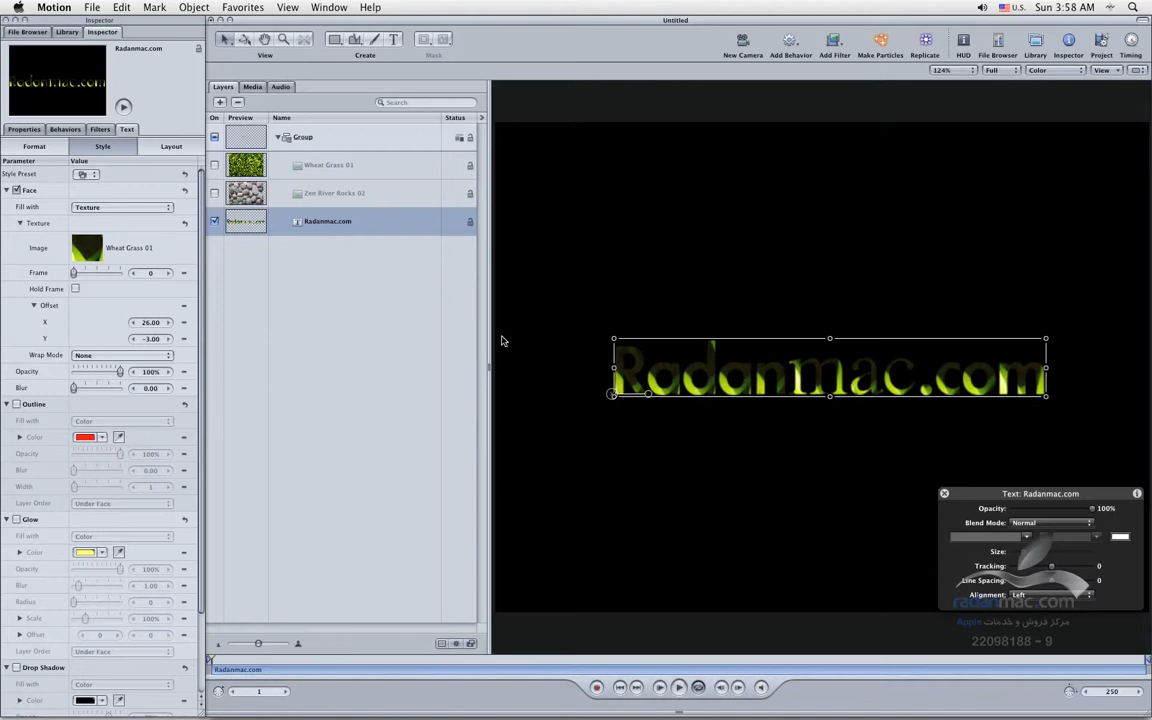 Motion File Edit Mark Object Favorites View Window Help
U.S. Sun 3:58 AM
Inspector
Untitled
File Browser Library Inspector
Radanmac.com
View Create Mask
New Camera Add Behavior Add Filter Make Particles Replicate HUD File Browser Library Inspector Project Timing
124% Full Color View
Layers Media Audio
Search
On Preview Name Status
Group
Wheat Grass 01
Zen River Rocks 02
Radanmac.com
Properties Behaviors Filters Text
Format Style Layout
Parameter Value
Style Preset
Face
Fill with Texture
Texture
Image Wheat Grass 01
Frame 0
Hold Frame
Offset
X 26.00
Y -3.00
Wrap Mode None
Opacity 100%
Blur 0.00
Outline
Fill with Color
Color
Opacity 100%
Blur 0.00
Width 1
Layer Order Under Face
Glow
Fill with Color
Color
Opacity 100%
Blur 1.00
Radius 0
Scale 100%
Offset 0 0
Layer Order Under Face
Drop Shadow
Fill with Color
Color
Radanmac.com
Text: Radanmac.com
Opacity: 100%
Blend Mode: Normal
Size:
Tracking: 0
Line Spacing: 0
Alignment: Left
radanmac.com
مرکز فروش و خدمات Apple
22098188 - 9
Radanmac.com
1
250